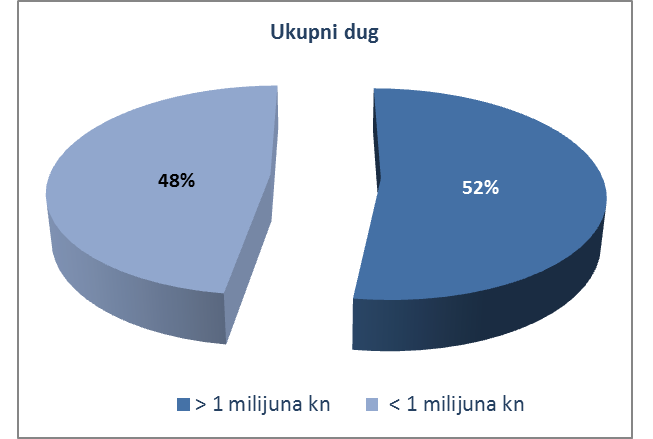 Ukupni dug
48%
52%
> 1 milijuna kn < 1 milijuna kn